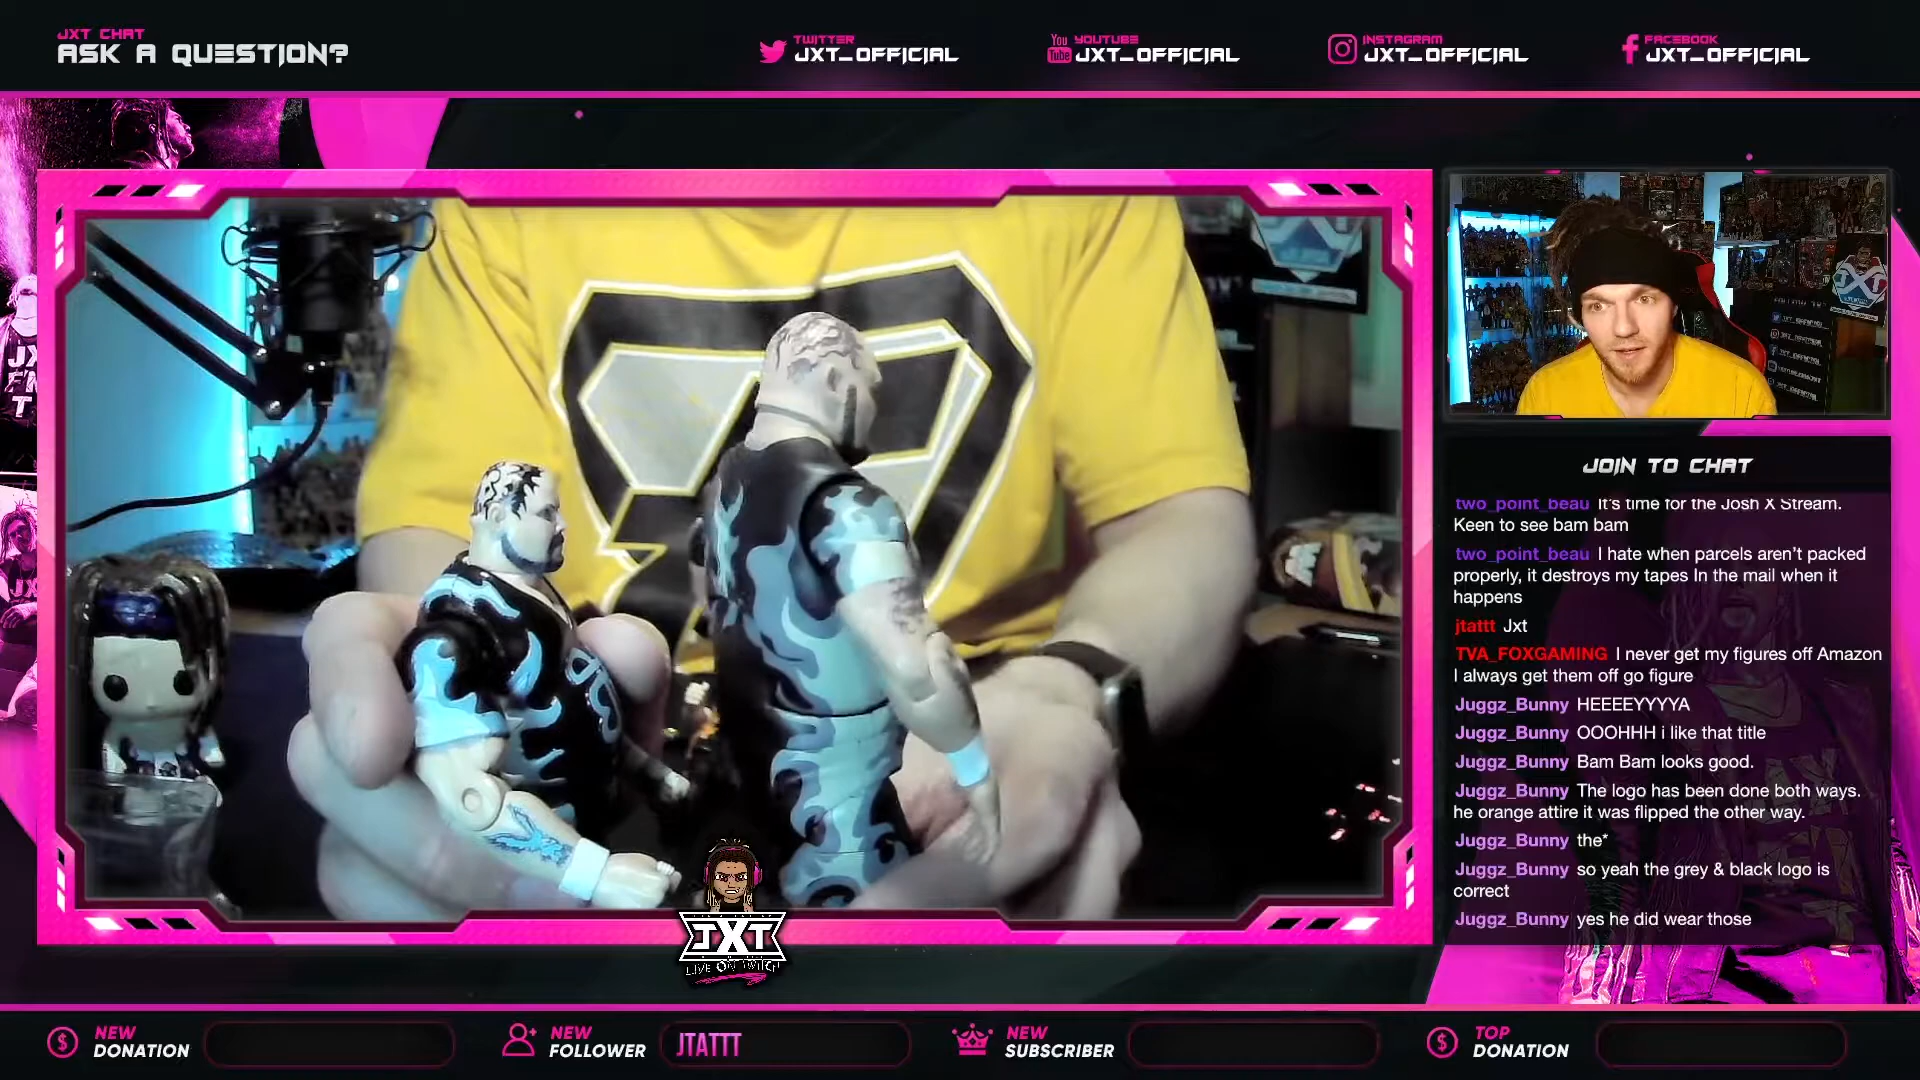 JXT CHAT
ASK A QUESTION?
TWITTER
JXT_OFFICIAL
You
Tube
YOUTUBE
JXT_OFFICIAL
INSTAGRAM
JXT_OFFICIAL
FACEBOOK
JXT_OFFICIAL
JXT
JOIN TO CHAT
two_point_beau It's time for the Josh X Stream.
Keen to see bam bam
two_point_beau I hate when parcels aren't packed
properly, it destroys my tapes In the mail when it
happens
jtattt Jxt
TVA_FOXGAMING I never get my figures off Amazon
I always get them off go figure
Juggz_Bunny HEEEEYYYYA
Juggz_Bunny OOOHHH i like that title
Juggz_Bunny Bam Bam looks good.
Juggz_Bunny The logo has been done both ways.
he orange attire it was flipped the other way.
Juggz_Bunny the*
Juggz_Bunny so yeah the grey & black logo is
correct
Juggz_Bunny yes he did wear those
JXT
LIVE ON TWITCH
NEW
DONATION
NEW
FOLLOWER
JTATTT
NEW
SUBSCRIBER
TOP
DONATION